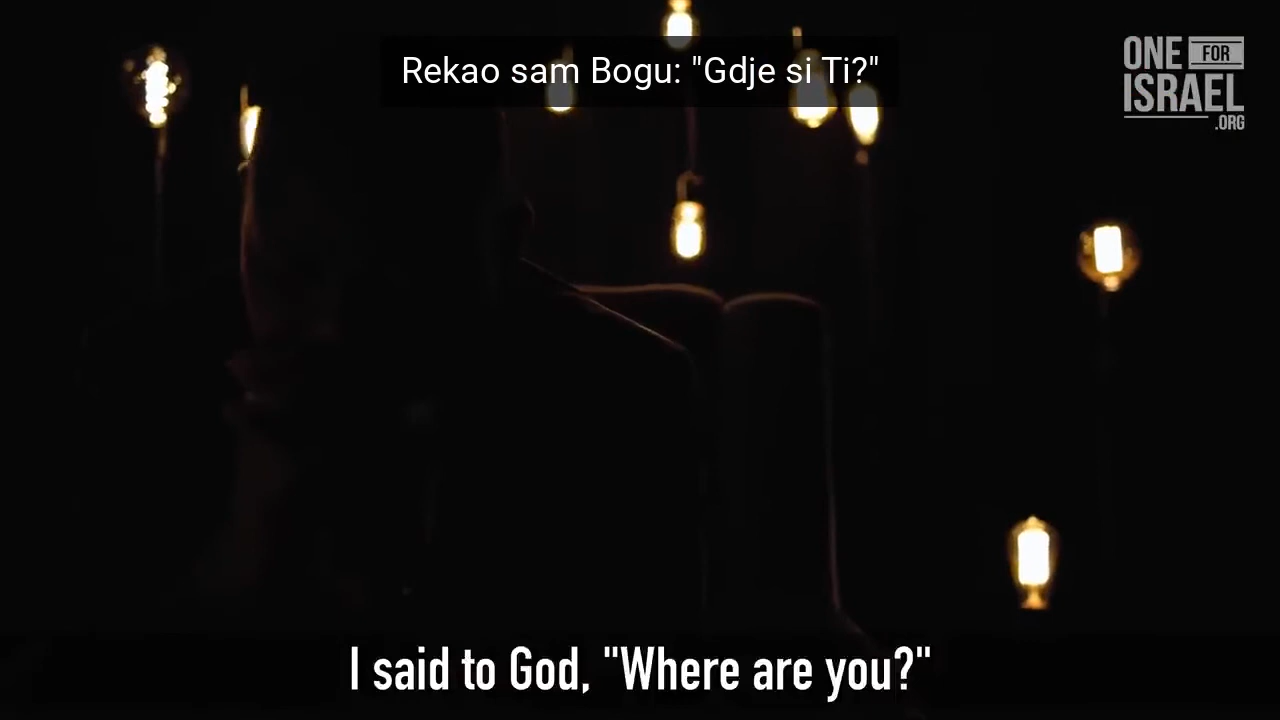 Rekao sam Bogu: "Gdje si Ti?"
ONE FOR
ISRAEL
.ORG
I said to God, "Where are you?"